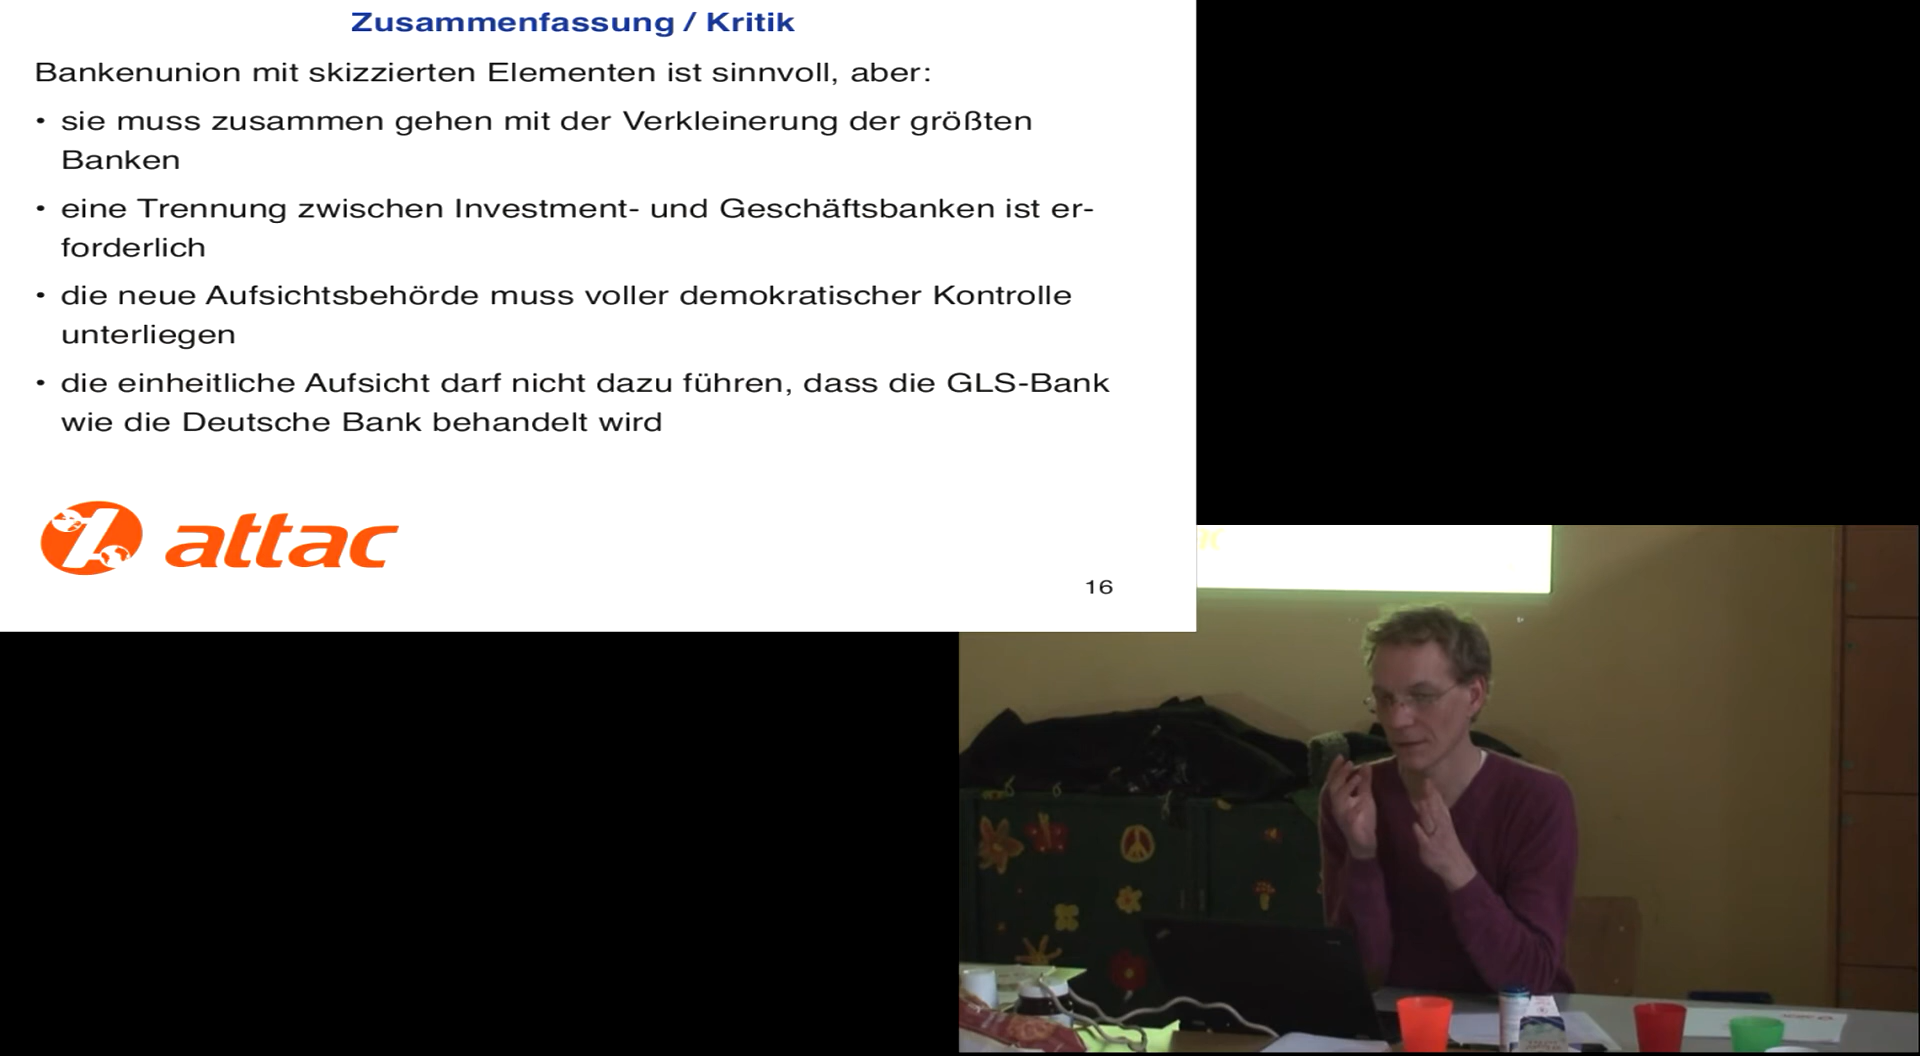 Zusammenfassung / Kritik
Bankenunion mit skizzierten Elementen ist sinnvoll, aber:
• sie muss zusammen gehen mit der Verkleinerung der größten
Banken
• eine Trennung zwischen Investment- und Geschäftsbanken ist er-
forderlich
• die neue Aufsichtsbehörde muss voller demokratischer Kontrolle
unterliegen
• die einheitliche Aufsicht darf nicht dazu führen, dass die GLS-Bank
wie die Deutsche Bank behandelt wird
attac
16